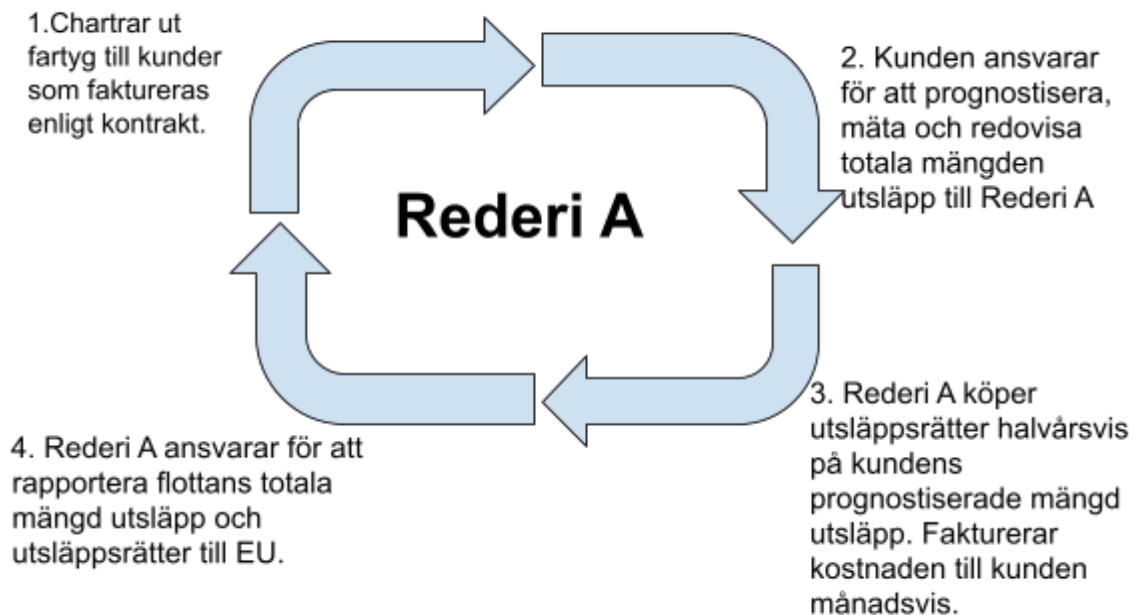 1.Chartrar ut
fartyg till kunder
som faktureras
enligt kontrakt.
2. Kunden ansvarar
för att prognostisera,
mäta och redovisa
totala mängden
utsläpp till Rederi A
Rederi A
3. Rederi A köper
utsläppsrätter halvårsvis
på kundens
prognostiserade mängd
utsläpp. Fakturerar
kostnaden till kunden
månadsvis.
4. Rederi A ansvarar för att
rapportera flottans totala
mängd utsläpp och
utsläppsrätter till EU.